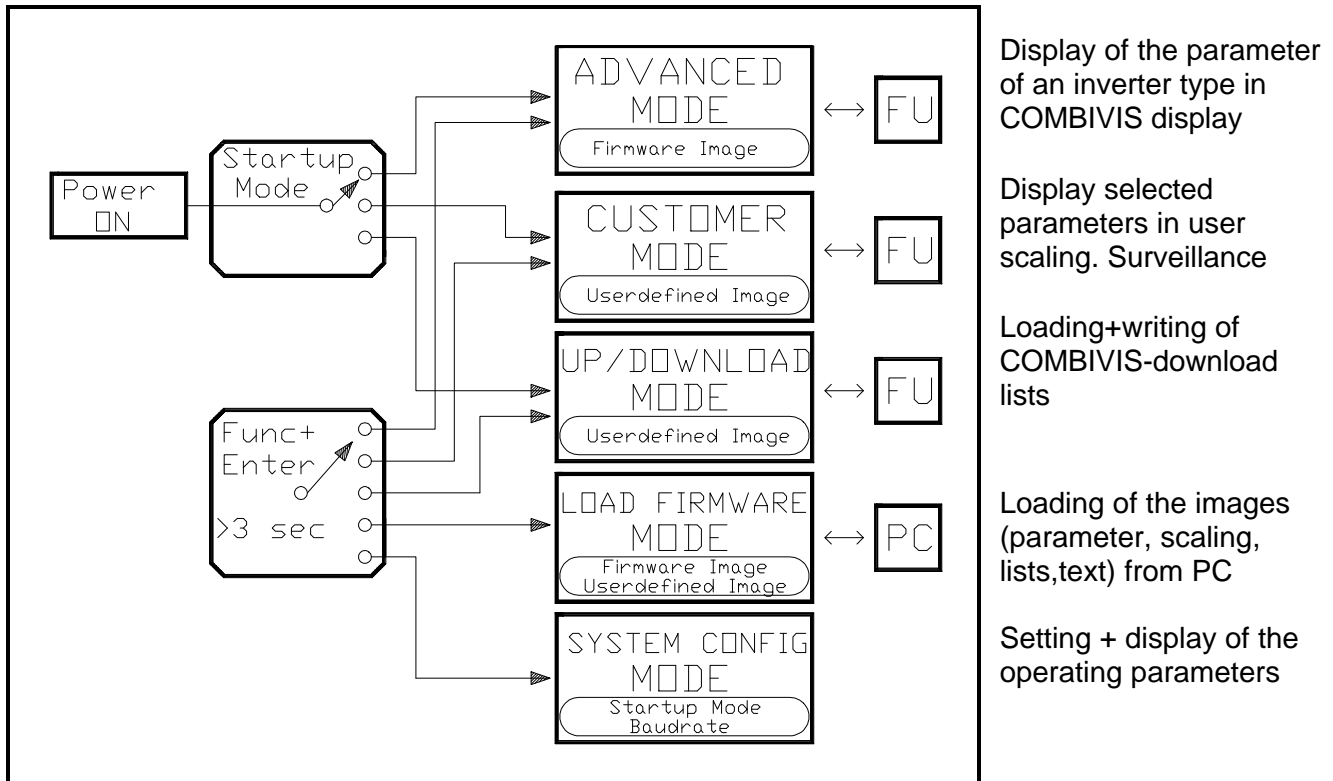 Power
ON
Startup
Mode
Func+
Enter
>3 sec
ADVANCED
MODE
Firmware Image
FU
CUSTOMER
MODE
Userdefined Image
FU
UP/DOWNLOAD
MODE
Userdefined Image
FU
LOAD FIRMWARE
MODE
Firmware Image
Userdefined Image
PC
SYSTEM CONFIG
MODE
Startup Mode
Baudrate
Display of the parameter
of an inverter type in
COMBIVIS display
Display selected
parameters in user
scaling. Surveillance
Loading+writing of
COMBIVIS-download
lists
Loading of the images
(parameter, scaling,
lists,text) from PC
Setting + display of the
operating parameters